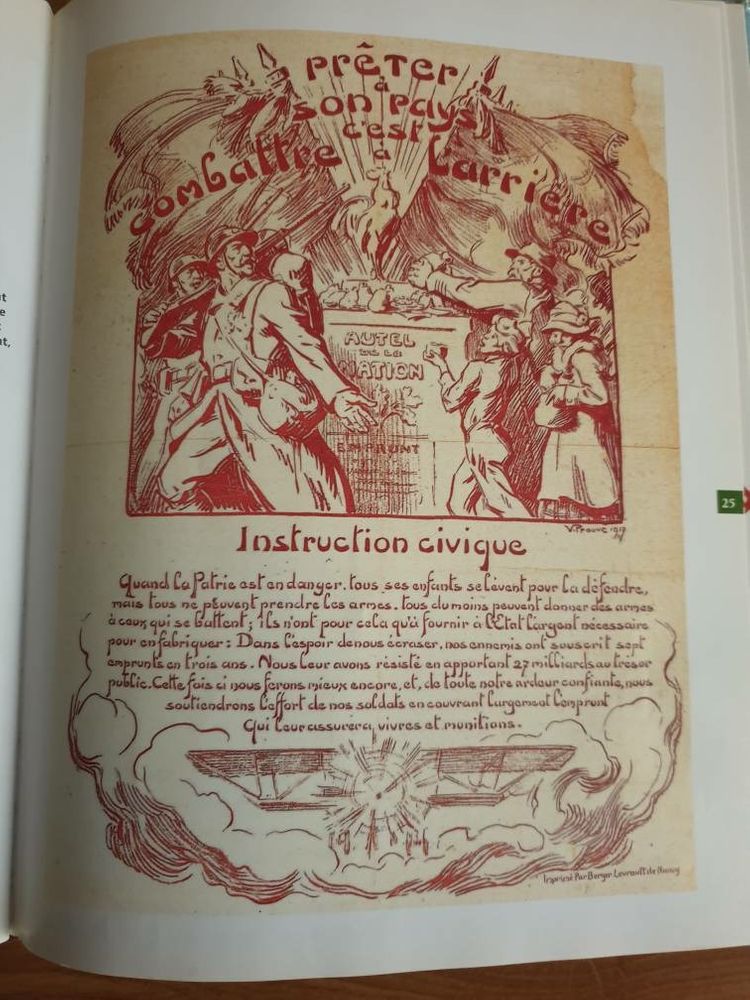 prêter
à
son pays
c'est
combattre à Larrière
AUTEL
DE LA
NATION
EMPRUNT
V. Prouvé 1917
Instruction civique
Quand La Patrie est en danger, tous ses enfants se lèvent pour La défendre,
mais tous ne peuvent prendre Les armes. tous du moins peuvent donner des armes
à ceux qui se battent ; ils n'ont pour cela qu'à fournir à L'Etat L'argent nécessaire
pour en fabriquer : Dans L'espoir de nous écraser, nos ennemis ont souscrit sept
emprunts en trois ans. Nous Leur avons résisté en apportant 27 milliards au trésor
public. Cette fois ci nous ferons mieux encore, et, de toute notre ardeur confiante, nous
soutiendrons L'effort de nos soldats en couvrant Largement L'emprunt
Qui Leur assurera, vivres et munitions.
Imprimé Par Berger Levrault de Nancy
25
t
e
t
nt,